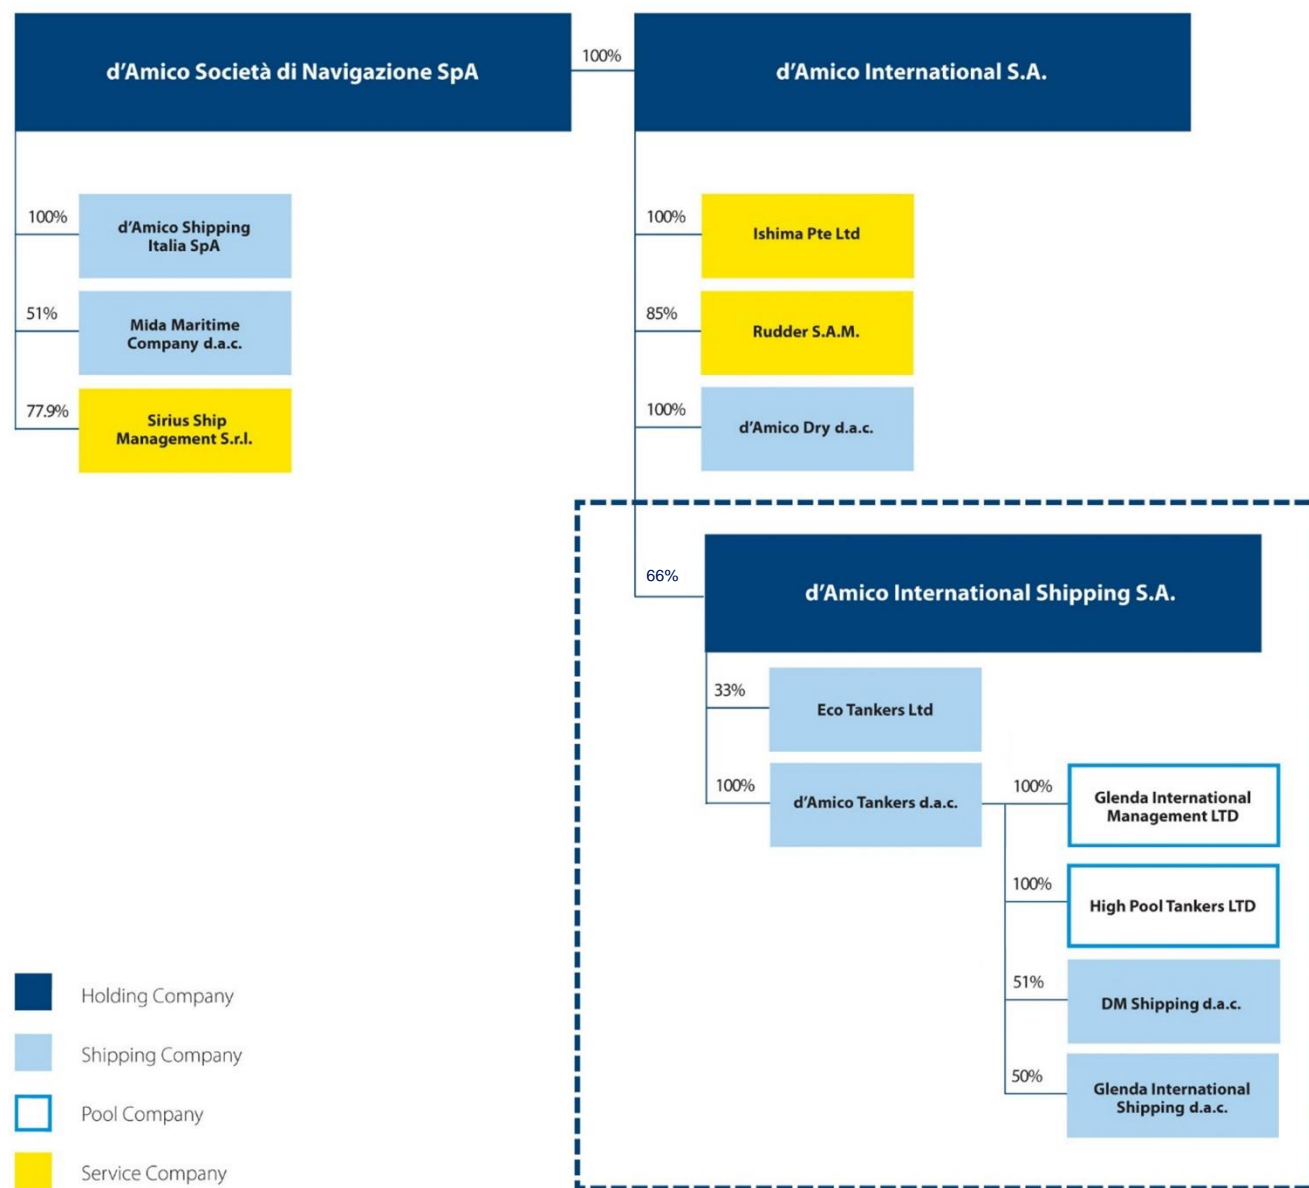 d’Amico Società di Navigazione SpA
100%
d’Amico International S.A.
100%
d’Amico Shipping
Italia SpA
51%
Mida Maritime
Company d.a.c.
77.9%
Sirius Ship
Management S.r.l.
100%
Ishima Pte Ltd
85%
Rudder S.A.M.
100%
d’Amico Dry d.a.c.
66%
d’Amico International Shipping S.A.
33%
Eco Tankers Ltd
100%
d’Amico Tankers d.a.c.
100%
Glenda International
Management LTD
100%
High Pool Tankers LTD
51%
DM Shipping d.a.c.
50%
Glenda International
Shipping d.a.c.
Holding Company
Shipping Company
Pool Company
Service Company